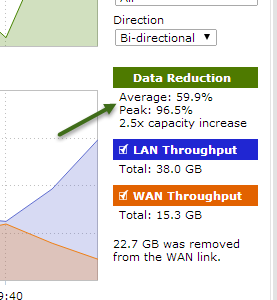 Direction
Bi-directional
Data Reduction
Average: 59.9%
Peak: 96.5%
2.5x capacity increase
LAN Throughput
Total: 38.0 GB
WAN Throughput
Total: 15.3 GB
22.7 GB was removed
from the WAN link.
9:40